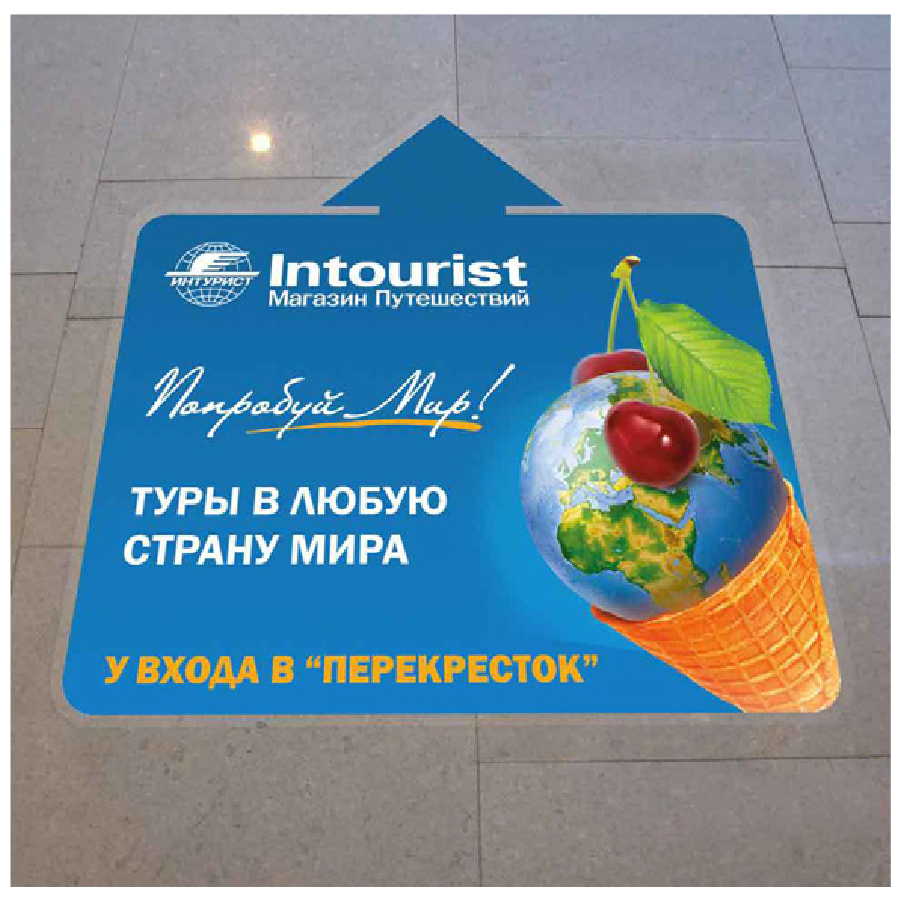 ИНТУРИСТ
Intourist
Магазин Путешествий
Попробуй Мир!
ТУРЫ В ЛЮБУЮ
СТРАНУ МИРА
У ВХОДА В “ПЕРЕКРЕСТОК”